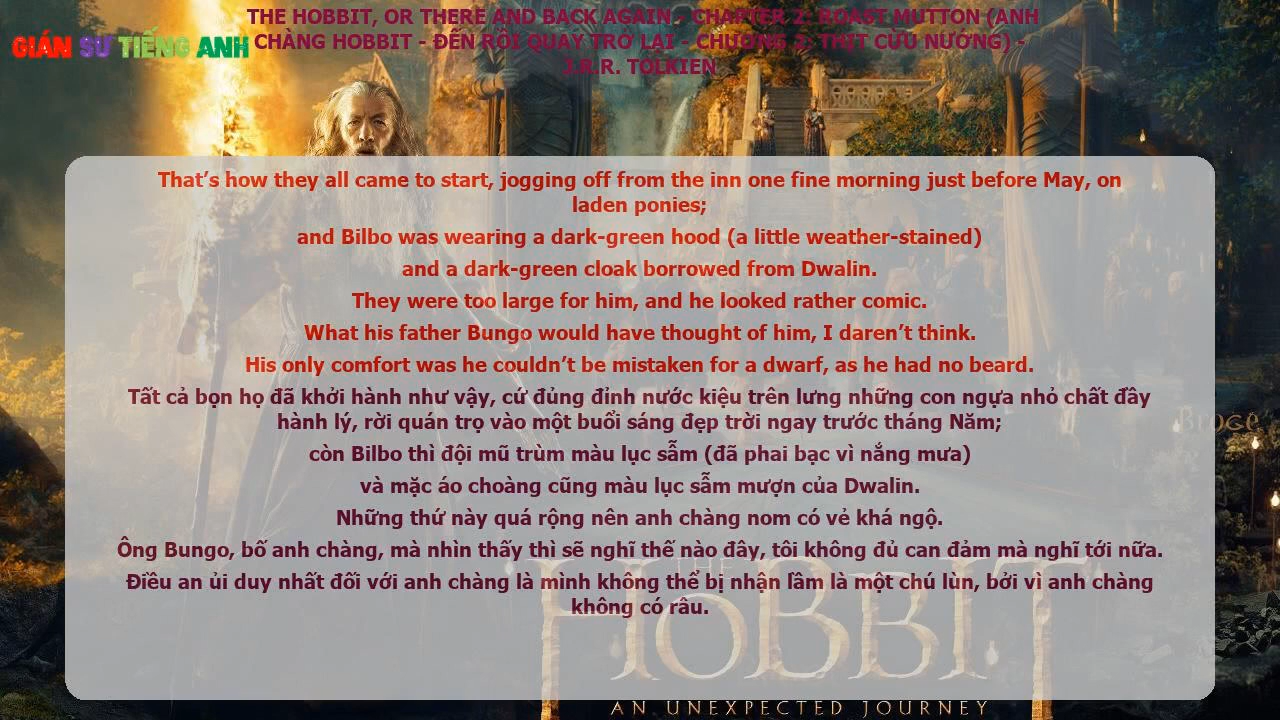 THE HOBBIT, OR THERE AND BACK AGAIN - CHAPTER 2: ROAST MUTTON (ANH
CHÀNG HOBBIT - ĐẾN RỒI QUAY TRỞ LẠI - CHƯƠNG 2: THỊT CỪU NƯỚNG) -
J.R.R. TOLKIEN
GIÁN SƯ TIẾNG ANH
That’s how they all came to start, jogging off from the inn one fine morning just before May, on
laden ponies;
and Bilbo was wearing a dark-green hood (a little weather-stained)
and a dark-green cloak borrowed from Dwalin.
They were too large for him, and he looked rather comic.
What his father Bungo would have thought of him, I daren’t think.
His only comfort was he couldn’t be mistaken for a dwarf, as he had no beard.
Tất cả bọn họ đã khởi hành như vậy, cứ đủng đỉnh nước kiệu trên lưng những con ngựa nhỏ chất đầy
hành lý, rời quán trọ vào một buổi sáng đẹp trời ngay trước tháng Năm;
còn Bilbo thì đội mũ trùm màu lục sẫm (đã phai bạc vì nắng mưa)
và mặc áo choàng cũng màu lục sẫm mượn của Dwalin.
Những thứ này quá rộng nên anh chàng nom có vẻ khá ngộ.
Ông Bungo, bố anh chàng, mà nhìn thấy thì sẽ nghĩ thế nào đây, tôi không đủ can đảm mà nghĩ tới nữa.
Điều an ủi duy nhất đối với anh chàng là mình không thể bị nhận lầm là một chú lùn, bởi vì anh chàng
không có râu.
THE
HOBBIT
AN UNEXPECTED JOURNEY